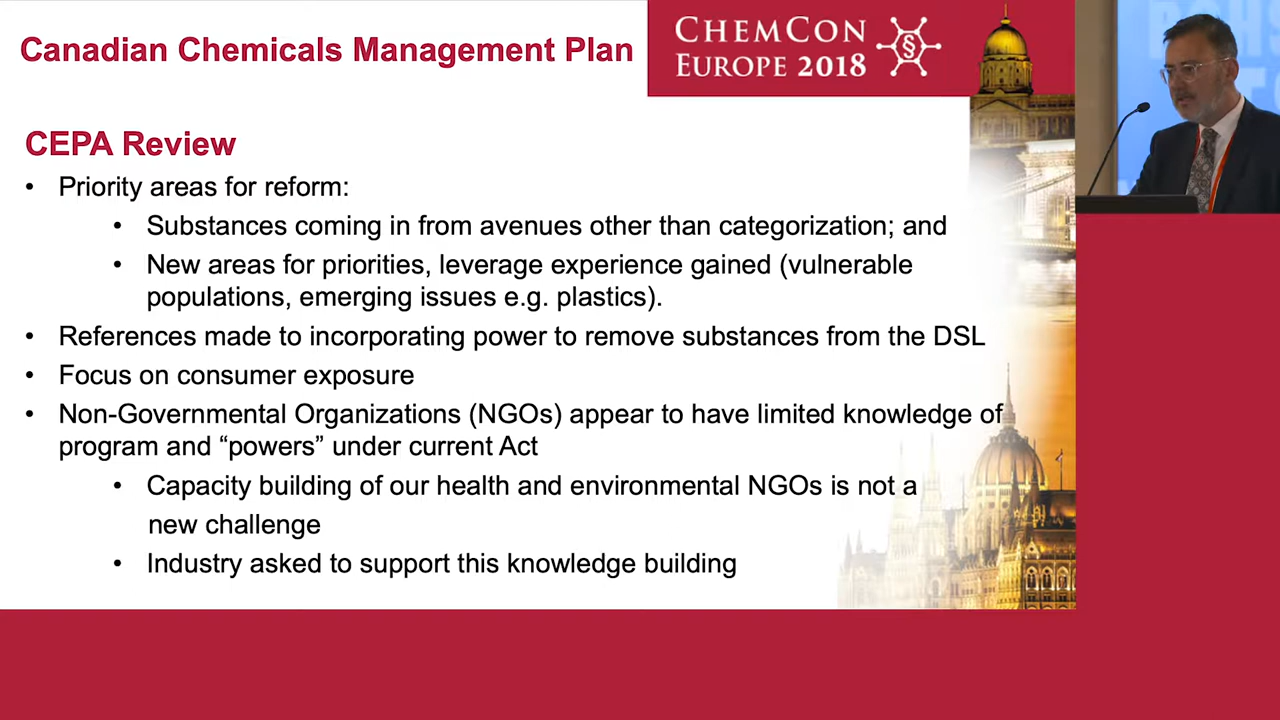 Canadian Chemicals Management Plan
CHEMCON
EUROPE 2018
§
CEPA Review
• Priority areas for reform:
• Substances coming in from avenues other than categorization; and
• New areas for priorities, leverage experience gained (vulnerable
populations, emerging issues e.g. plastics).
• References made to incorporating power to remove substances from the DSL
• Focus on consumer exposure
• Non-Governmental Organizations (NGOs) appear to have limited knowledge of
program and “powers” under current Act
• Capacity building of our health and environmental NGOs is not a
new challenge
• Industry asked to support this knowledge building